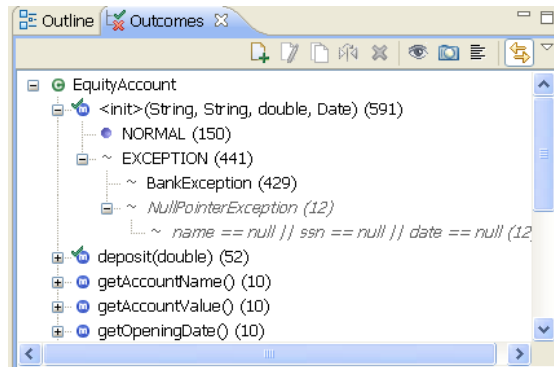 Outline Outcomes
EquityAccount
<init>(String, String, double, Date) (591)
NORMAL (150)
~ EXCEPTION (441)
~ BankException (429)
~ NullPointerException (12)
~ name == null || ssn == null || date == null (12
deposit(double) (52)
getAccountName() (10)
getAccountValue() (10)
getOpeningDate() (10)